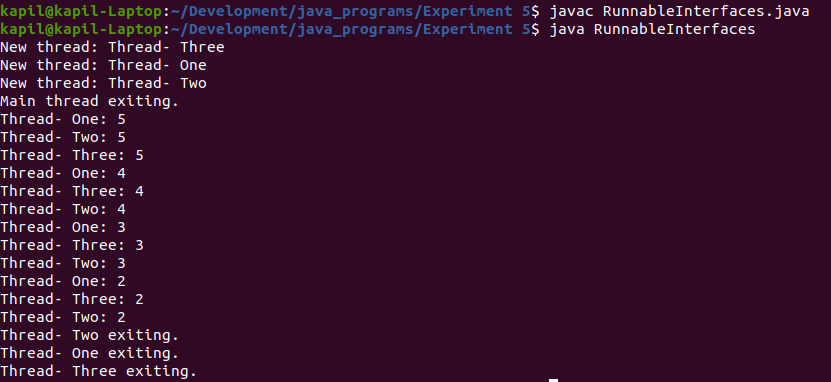 kapil@kapil-Laptop:~/Development/java_programs/Experiment 5$ javac RunnableInterfaces.java
kapil@kapil-Laptop:~/Development/java_programs/Experiment 5$ java RunnableInterfaces
New thread: Thread- Three
New thread: Thread- One
New thread: Thread- Two
Main thread exiting.
Thread- One: 5
Thread- Two: 5
Thread- Three: 5
Thread- One: 4
Thread- Three: 4
Thread- Two: 4
Thread- One: 3
Thread- Three: 3
Thread- Two: 3
Thread- One: 2
Thread- Three: 2
Thread- Two: 2
Thread- Two exiting.
Thread- One exiting.
Thread- Three exiting.